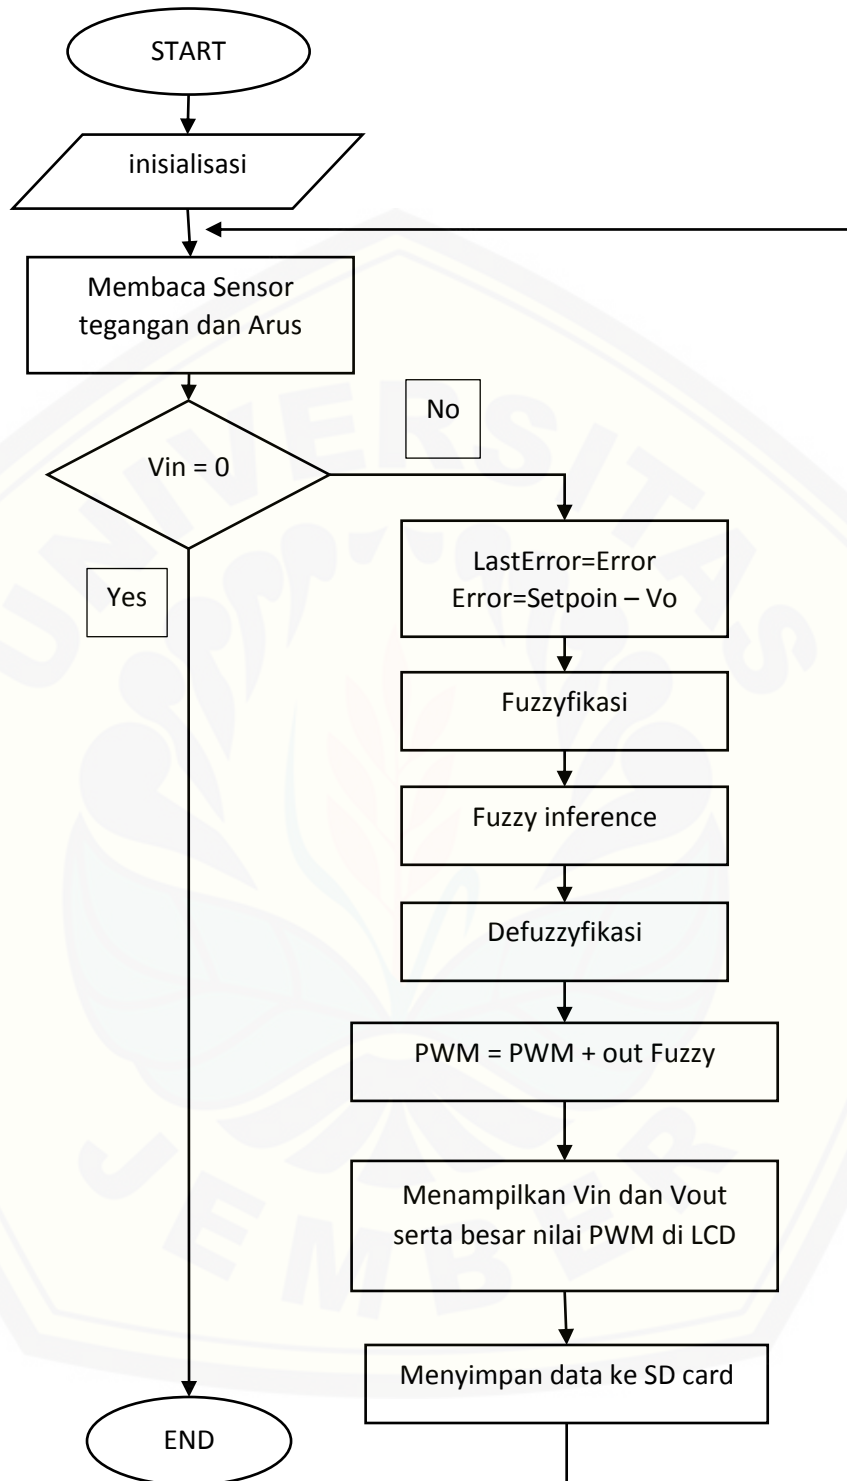 START
inisialisasi
Membaca Sensor
tegangan dan Arus
No
Vin = 0
LastError=Error
Error=Setpoin – Vo
Yes
Fuzzyfikasi
Fuzzy inference
Defuzzyfikasi
PWM = PWM + out Fuzzy
Menampilkan Vin dan Vout
serta besar nilai PWM di LCD
Menyimpan data ke SD card
END
UNIVERSITAS
JEMBER